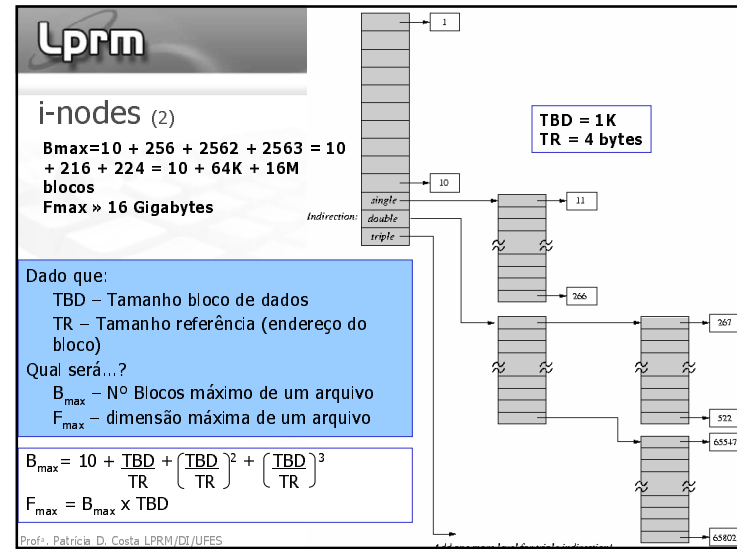 Lprm
i-nodes (2)
Bmax=10 + 256 + 2562 + 2563 = 10
+ 216 + 224 = 10 + 64K + 16M
blocos
Fmax » 16 Gigabytes
TBD = 1K
TR = 4 bytes
Dado que:
TBD – Tamanho bloco de dados
TR – Tamanho referência (endereço do
bloco)
Qual será...?
Bmax – Nº Blocos máximo de um arquivo
Fmax – dimensão máxima de um arquivo
Bmax = 10 + TBD/TR + (TBD/TR)² + (TBD/TR)³
Fmax = Bmax x TBD
Profª. Patrícia D. Costa LPRM/DI/UFES
1
10
single
Indirection: double
triple
11
266
267
522
65547
65802